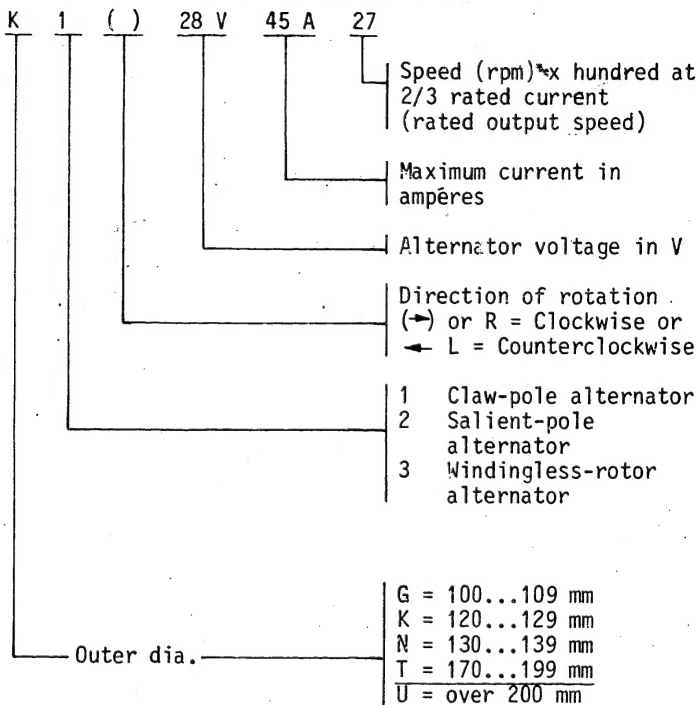 K 1 ( ) 28 V 45 A 27
Speed (rpm) x hundred at
2/3 rated current
(rated output speed)
Maximum current in
ampéres
Alternator voltage in V
Direction of rotation
(→) or R = Clockwise or
← L = Counterclockwise
1 Claw-pole alternator
2 Salient-pole
alternator
3 Windingless-rotor
alternator
Outer dia.
G = 100...109 mm
K = 120...129 mm
N = 130...139 mm
T = 170...199 mm
U = over 200 mm